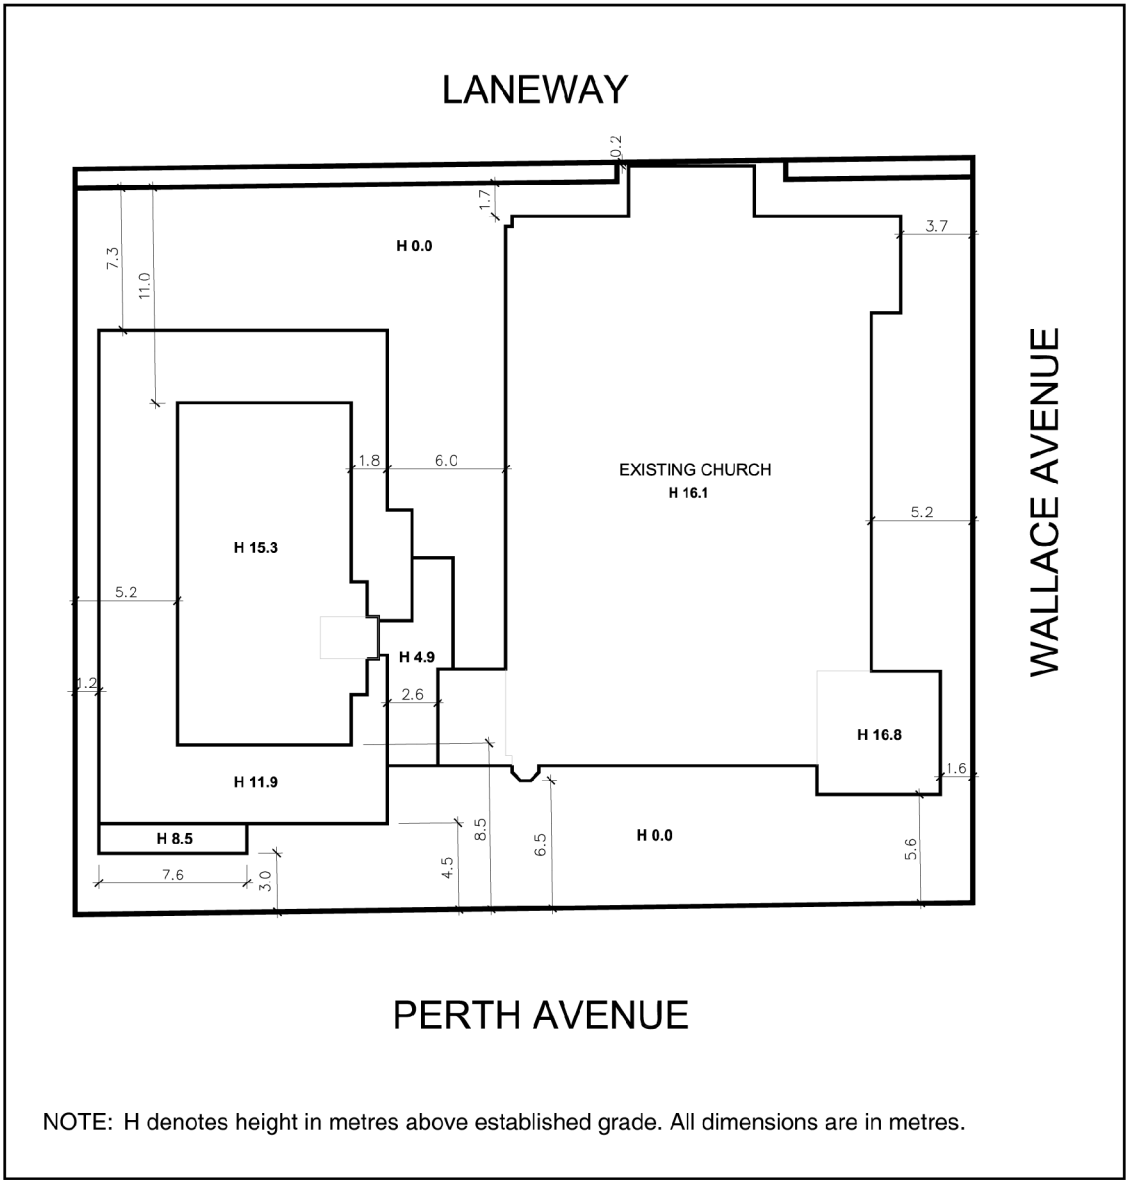 LANEWAY
0.2
1.7
H 0.0
3.7
7.3
11.0
1.8
6.0
EXISTING CHURCH
H 16.1
WALLACE AVENUE
5.2
H 15.3
5.2
H 4.9
1.2
2.6
H 16.8
1.6
H 11.9
H 8.5
8.5
6.5
H 0.0
5.6
4.5
7.6
3.0
PERTH AVENUE
NOTE: H denotes height in metres above established grade. All dimensions are in metres.